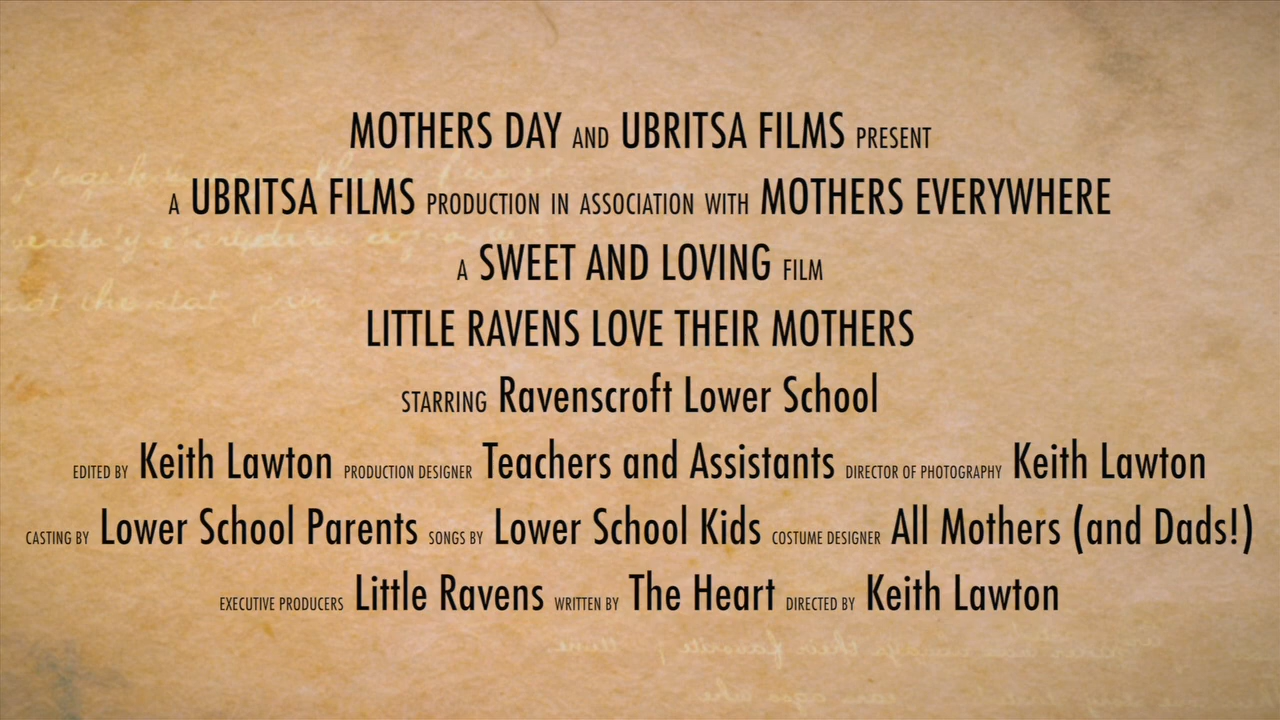 MOTHERS DAY AND UBRITSA FILMS PRESENT
A UBRITSA FILMS PRODUCTION IN ASSOCIATION WITH MOTHERS EVERYWHERE
A SWEET AND LOVING FILM
LITTLE RAVENS LOVE THEIR MOTHERS
STARRING Ravenscroft Lower School
EDITED BY Keith Lawton PRODUCTION DESIGNER Teachers and Assistants DIRECTOR OF PHOTOGRAPHY Keith Lawton
CASTING BY Lower School Parents SONGS BY Lower School Kids COSTUME DESIGNER All Mothers (and Dads!)
EXECUTIVE PRODUCERS Little Ravens WRITTEN BY The Heart DIRECTED BY Keith Lawton